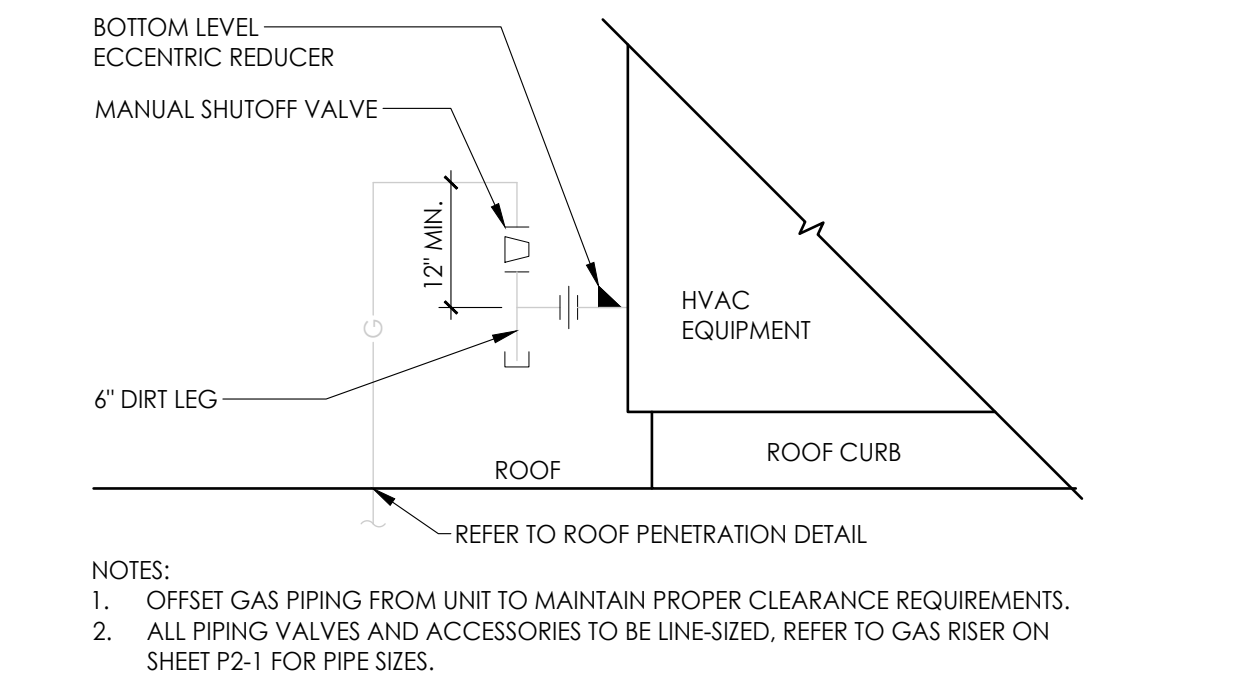 BOTTOM LEVEL
ECCENTRIC REDUCER
MANUAL SHUTOFF VALVE
12" MIN.
G
HVAC
EQUIPMENT
6" DIRT LEG
ROOF
ROOF CURB
REFER TO ROOF PENETRATION DETAIL
NOTES:
1. OFFSET GAS PIPING FROM UNIT TO MAINTAIN PROPER CLEARANCE REQUIREMENTS.
2. ALL PIPING VALVES AND ACCESSORIES TO BE LINE-SIZED, REFER TO GAS RISER ON
SHEET P2-1 FOR PIPE SIZES.